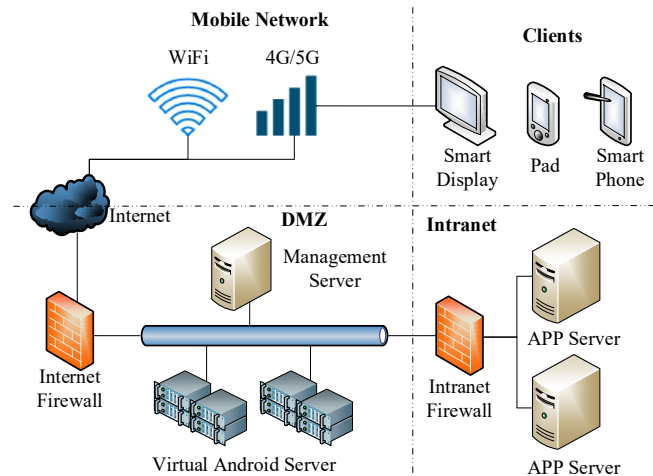 Mobile Network
Clients
WiFi
4G/5G
Smart
Display
Pad
Smart
Phone
Internet
DMZ
Intranet
Management
Server
Internet
Firewall
Intranet
Firewall
APP Server
Virtual Android Server
APP Server